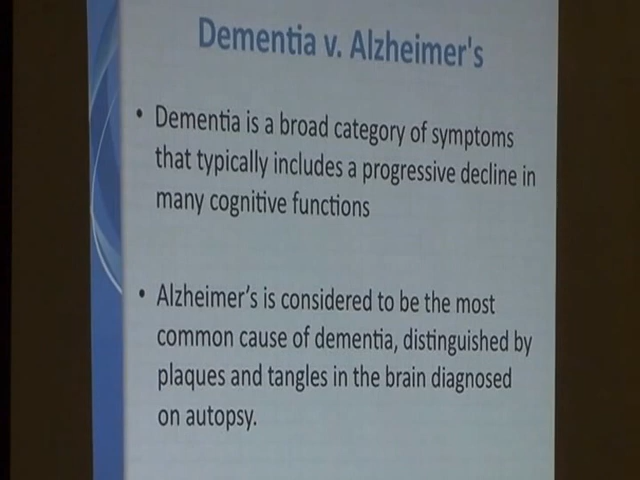 Dementia v. Alzheimer's
• Dementia is a broad category of symptoms
that typically includes a progressive decline in
many cognitive functions
• Alzheimer's is considered to be the most
common cause of dementia, distinguished by
plaques and tangles in the brain diagnosed
on autopsy.